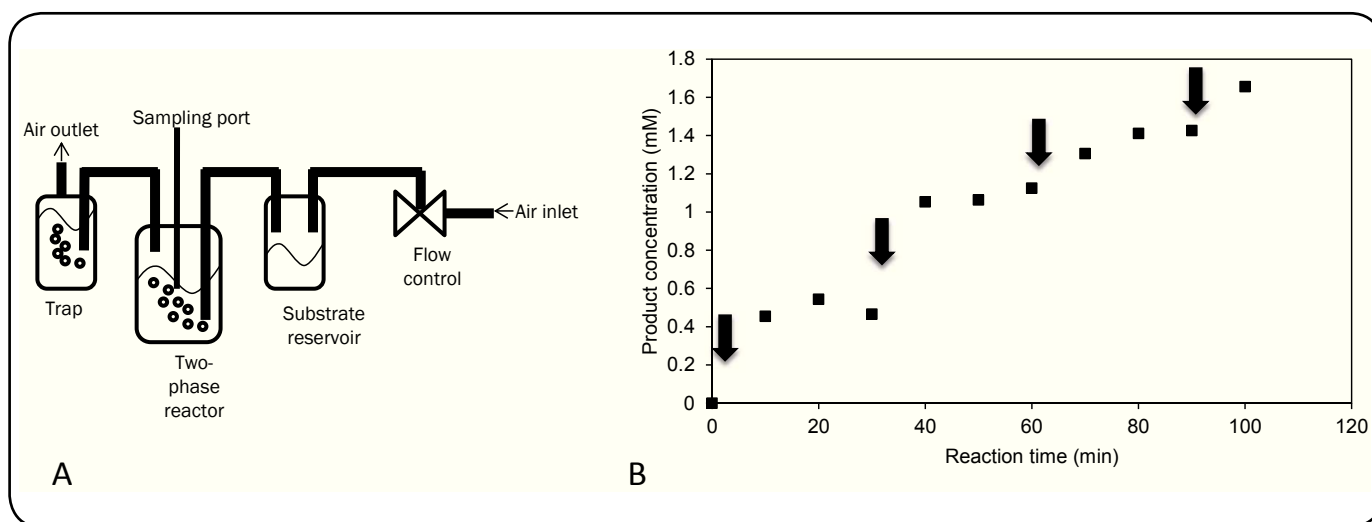 Sampling port
Air outlet
Air inlet
Flow
control
Trap
Substrate
reservoir
Two-
phase
reactor
A
Product concentration (mM)
1.8
1.6
1.4
1.2
1
0.8
0.6
0.4
0.2
0
0 20 40 60 80 100 120
Reaction time (min)
B